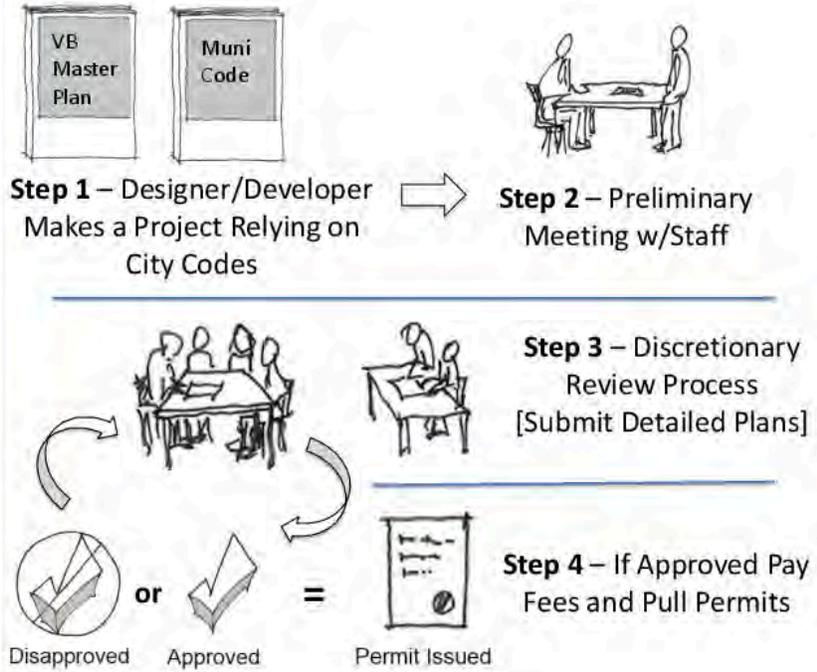 VB
Master
Plan
Muni
Code
Step 1 – Designer/Developer
Makes a Project Relying on
City Codes
Step 2 – Preliminary
Meeting w/Staff
Step 3 – Discretionary
Review Process
[Submit Detailed Plans]
Disapproved
or
Approved
=
Permit Issued
Step 4 – If Approved Pay
Fees and Pull Permits